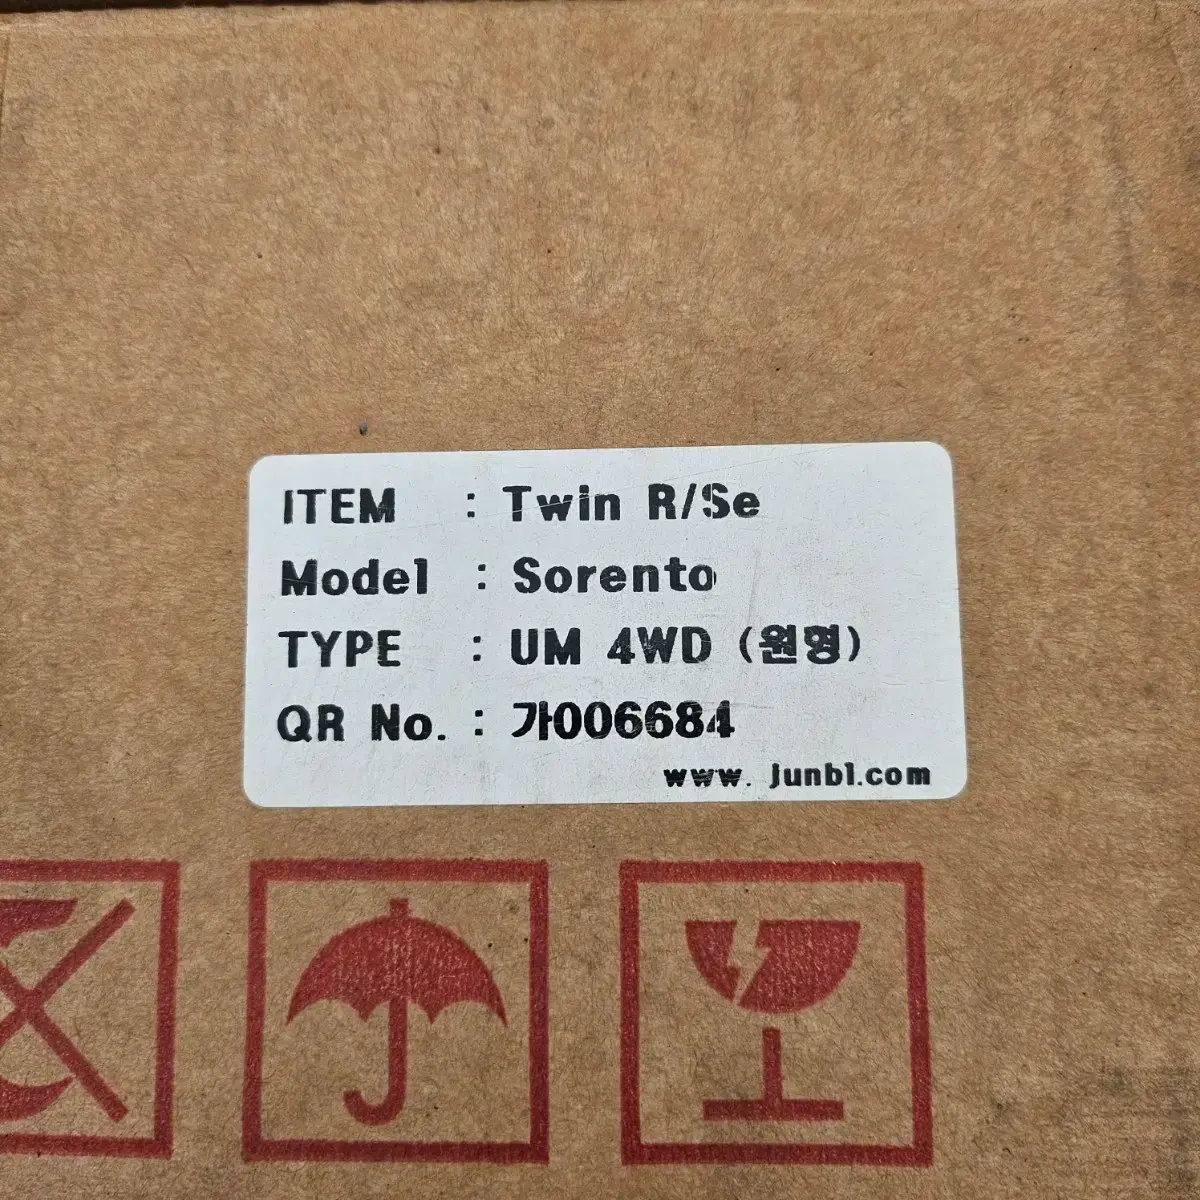 ITEM : Twin R/Se
Model : Sorento
TYPE : UM 4WD (원형)
QR No. : 가006684
www. junbl.com